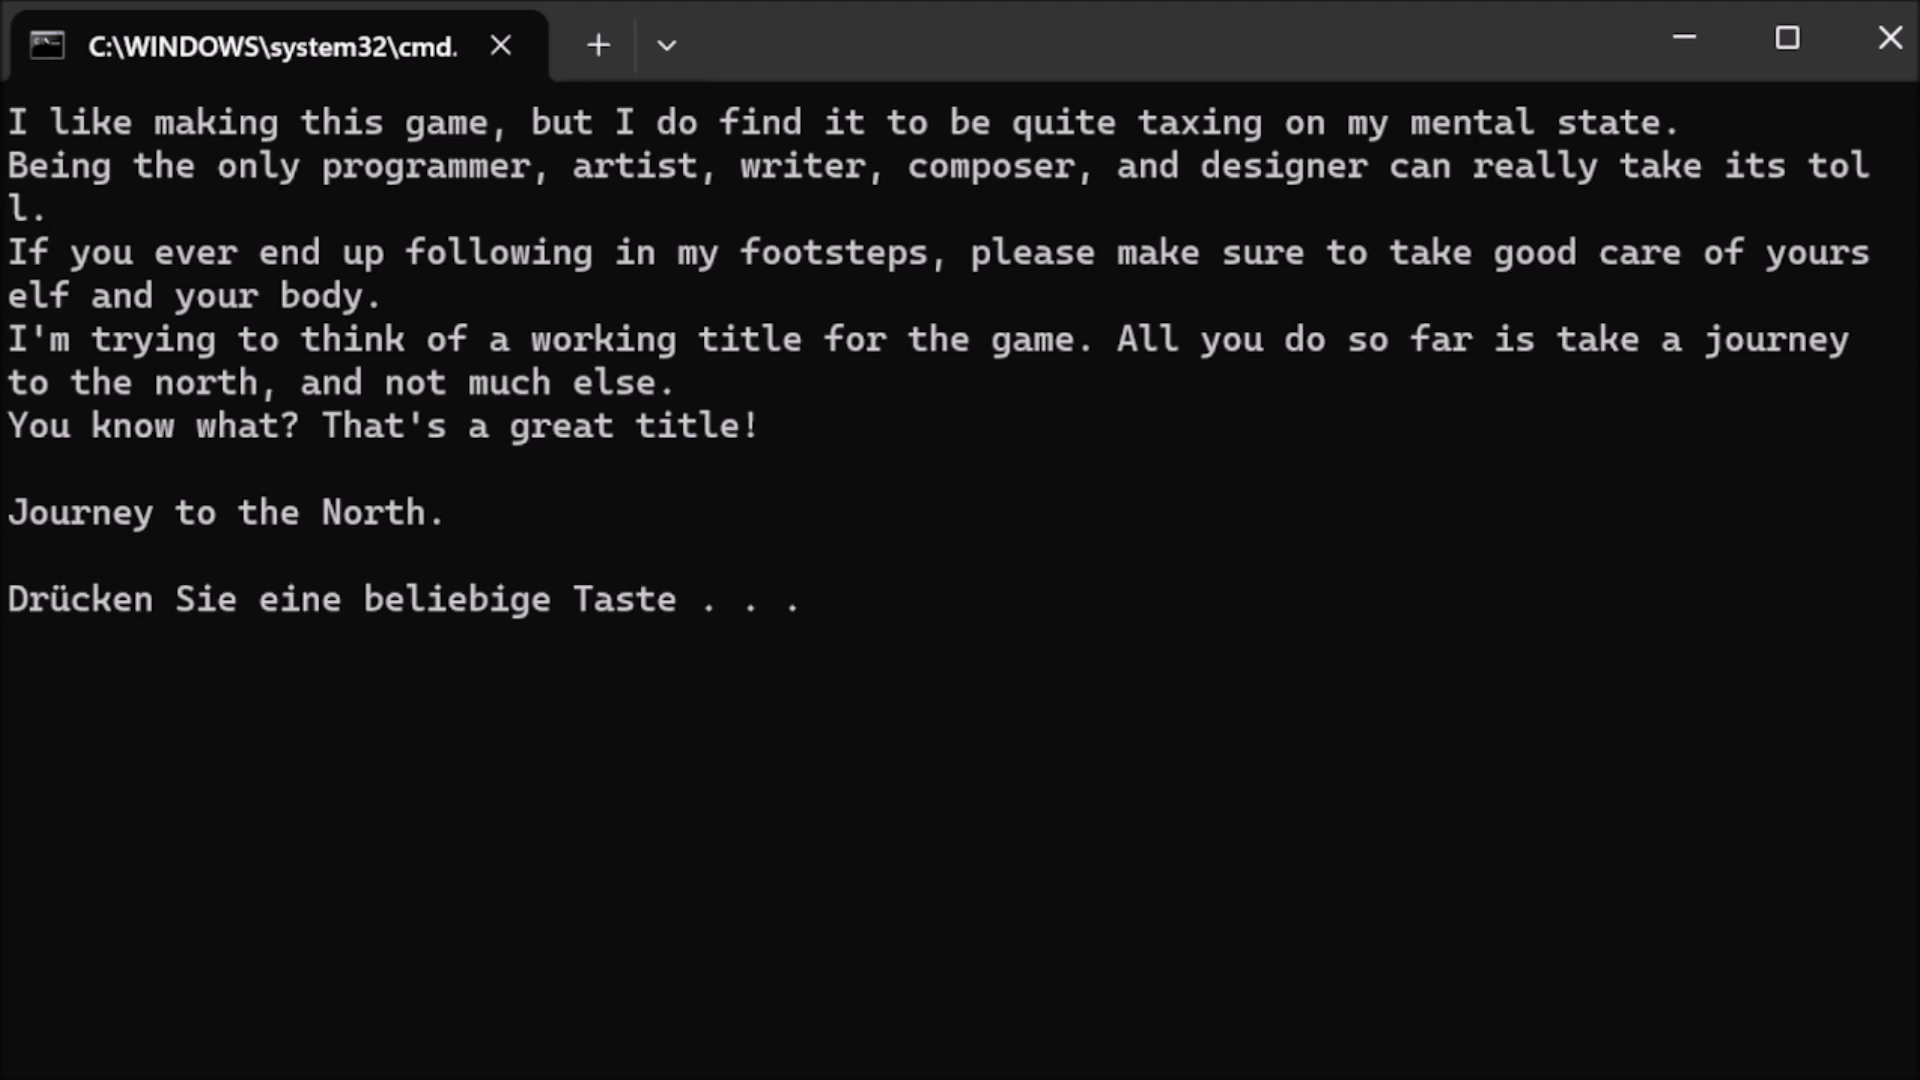 C:\WINDOWS\system32\cmd.
I like making this game, but I do find it to be quite taxing on my mental state.
Being the only programmer, artist, writer, composer, and designer can really take its tol
l.
If you ever end up following in my footsteps, please make sure to take good care of yours
elf and your body.
I'm trying to think of a working title for the game. All you do so far is take a journey
to the north, and not much else.
You know what? That's a great title!
Journey to the North.
Drücken Sie eine beliebige Taste . . .